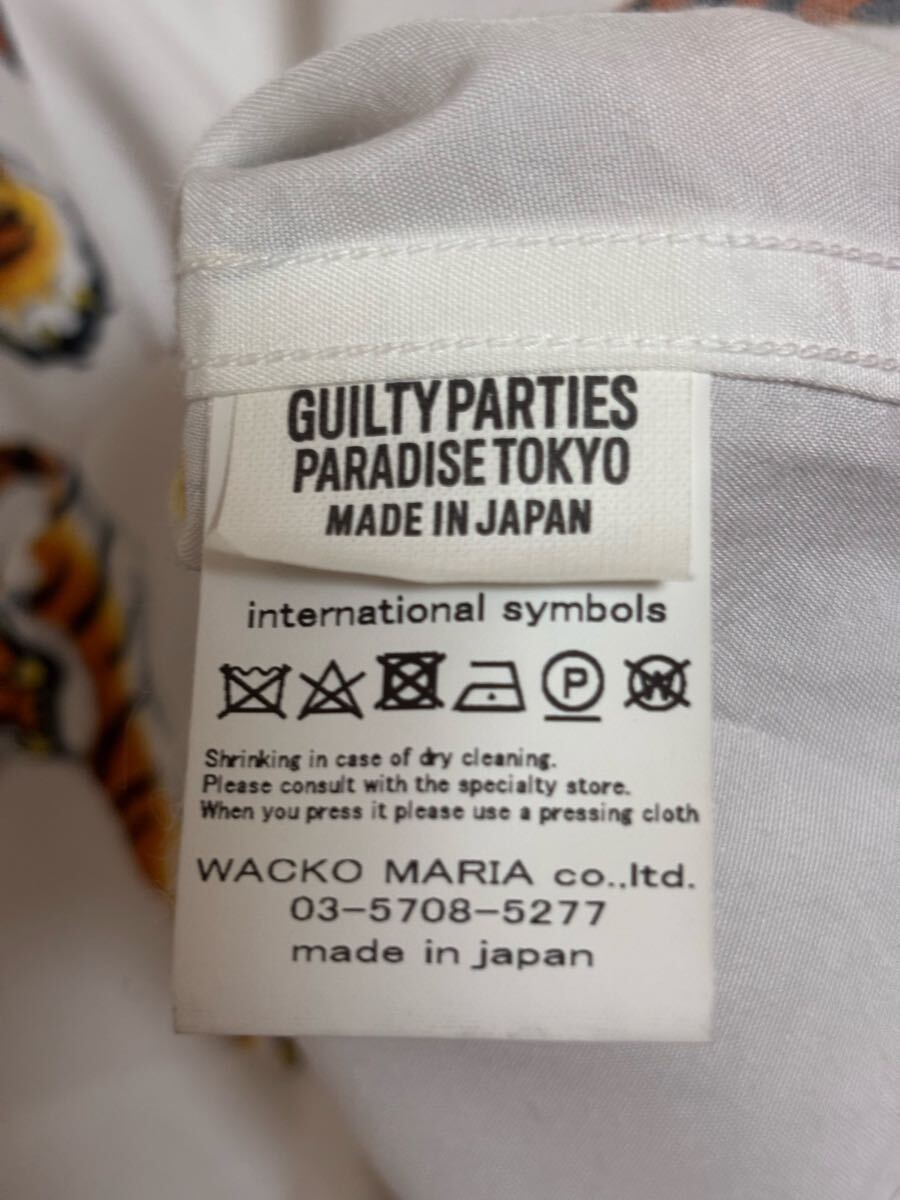 GUILTY PARTIES
PARADISE TOKYO
MADE IN JAPAN
international symbols
P W
Shrinking in case of dry cleaning.
Please consult with the specialty store.
When you press it please use a pressing cloth
WACKO MARIA co.,ltd.
03-5708-5277
made in japan